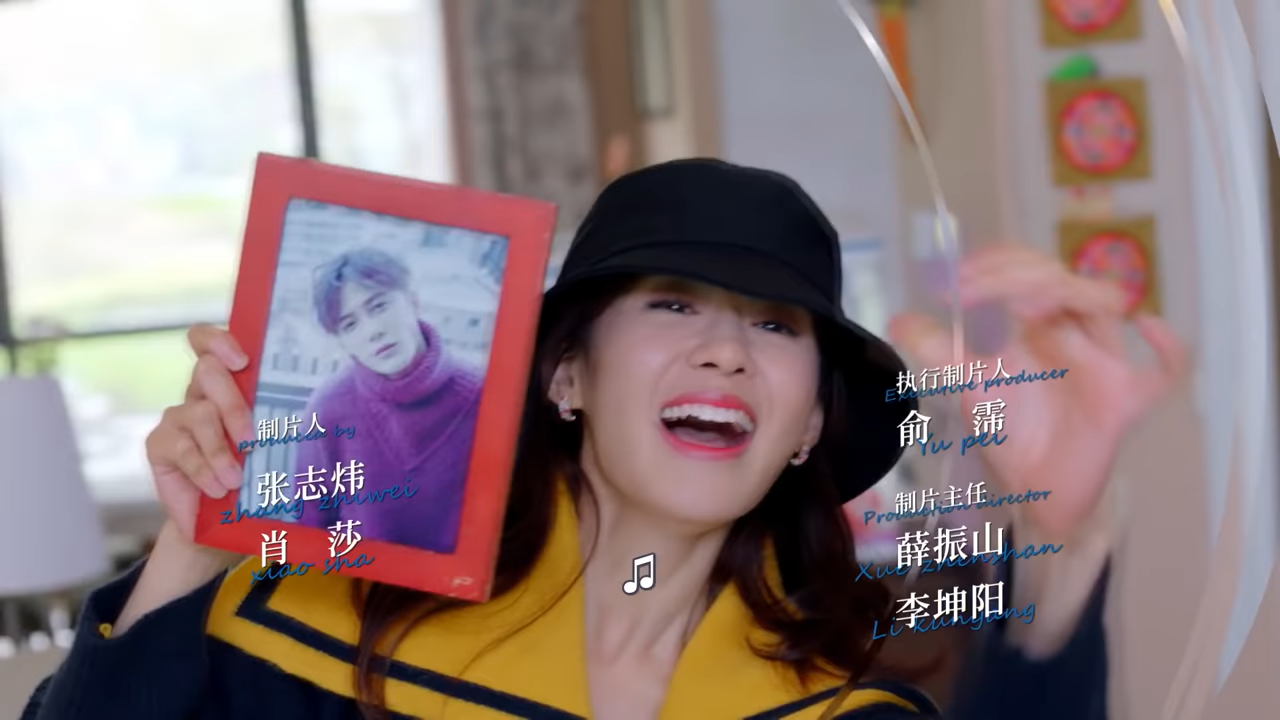 制片人
produced by
张志炜
zhang zhiwei
肖莎
xiao sha
执行制片人
Executive producer
俞霈
Yu pei
制片主任
Production director
薛振山
Xue zhenshan
李坤阳
Li kunyang